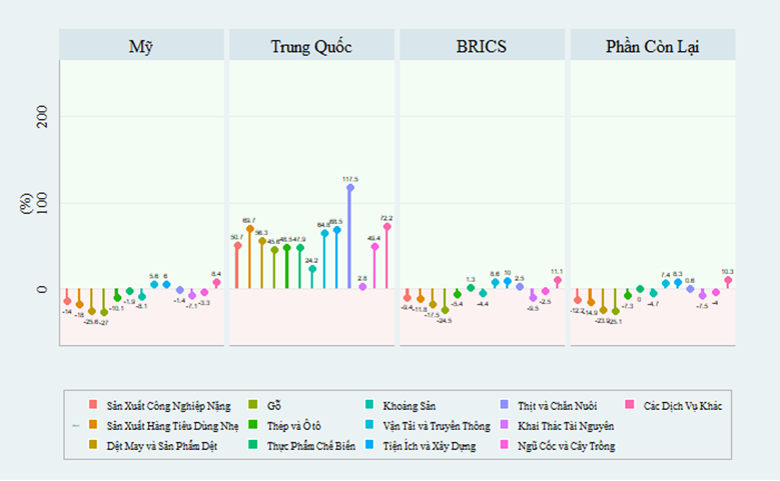 Mỹ
Trung Quốc
BRICS
Phần Còn Lại
(%)
200
100
0
-14 -18 -25.6 -27 -10.1 -1.9 -8.1 5.6 6 -1.4 -7.1 -3.3 8.4
50.7 69.7 56.3 45.6 48.5 47.9 24.2 64.8 68.5 117.5 2.8 49.4 72.2
-9.4 -11.8 -17.5 -24.5 -5.4 1.3 -4.4 8.6 10 2.5 -9.5 -2.5 11.1
-12.2 -14.9 -23.9 -25.1 -7.3 0 -4.7 7.4 8.3 0.6 -7.5 -4 10.3
Sản Xuất Công Nghiệp Nặng
Sản Xuất Hàng Tiêu Dùng Nhẹ
Dệt May và Sản Phẩm Dệt
Gỗ
Thép và Ô tô
Thực Phẩm Chế Biến
Khoáng Sản
Vận Tải và Truyền Thông
Tiện Ích và Xây Dựng
Thịt và Chăn Nuôi
Khai Thác Tài Nguyên
Ngũ Cốc và Cây Trồng
Các Dịch Vụ Khác